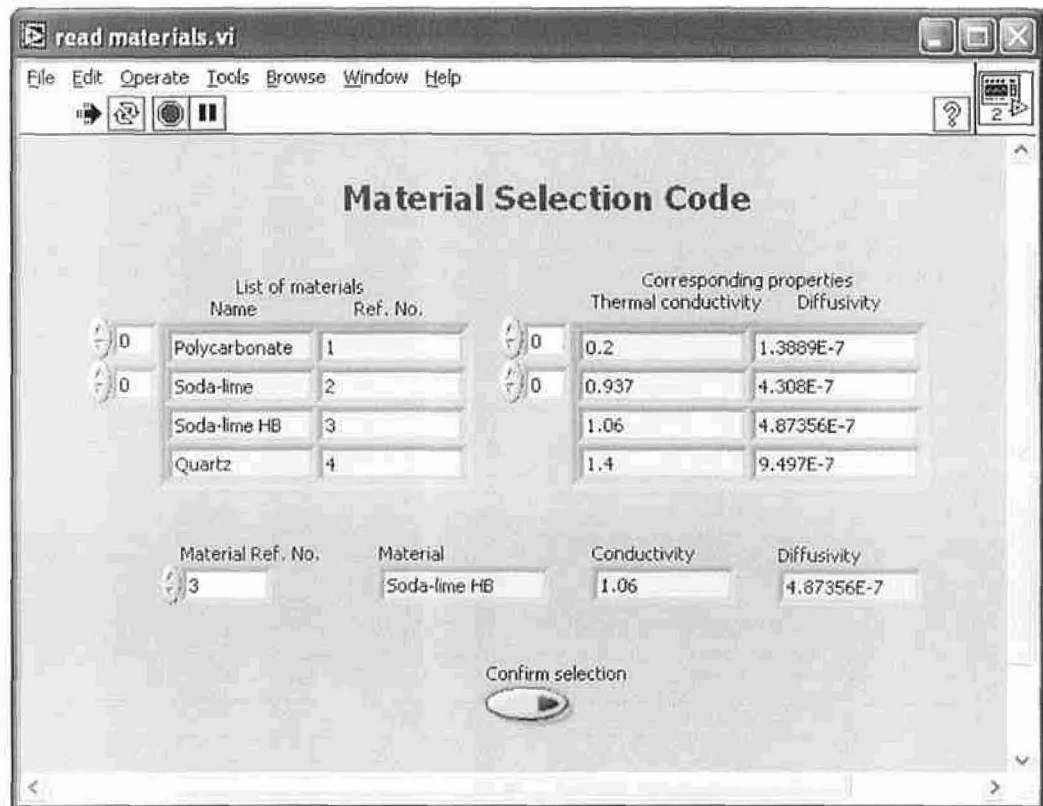 read materials.vi
File Edit Operate Tools Browse Window Help
2
Material Selection Code
List of materials
Name Ref. No.
Corresponding properties
Thermal conductivity Diffusivity
0 Polycarbonate 1 0 0.2 1.3889E-7
0 Soda-lime 2 0 0.937 4.308E-7
Soda-lime HB 3 1.06 4.87356E-7
Quartz 4 1.4 9.497E-7
Material Ref. No. Material Conductivity Diffusivity
3 Soda-lime HB 1.06 4.87356E-7
Confirm selection